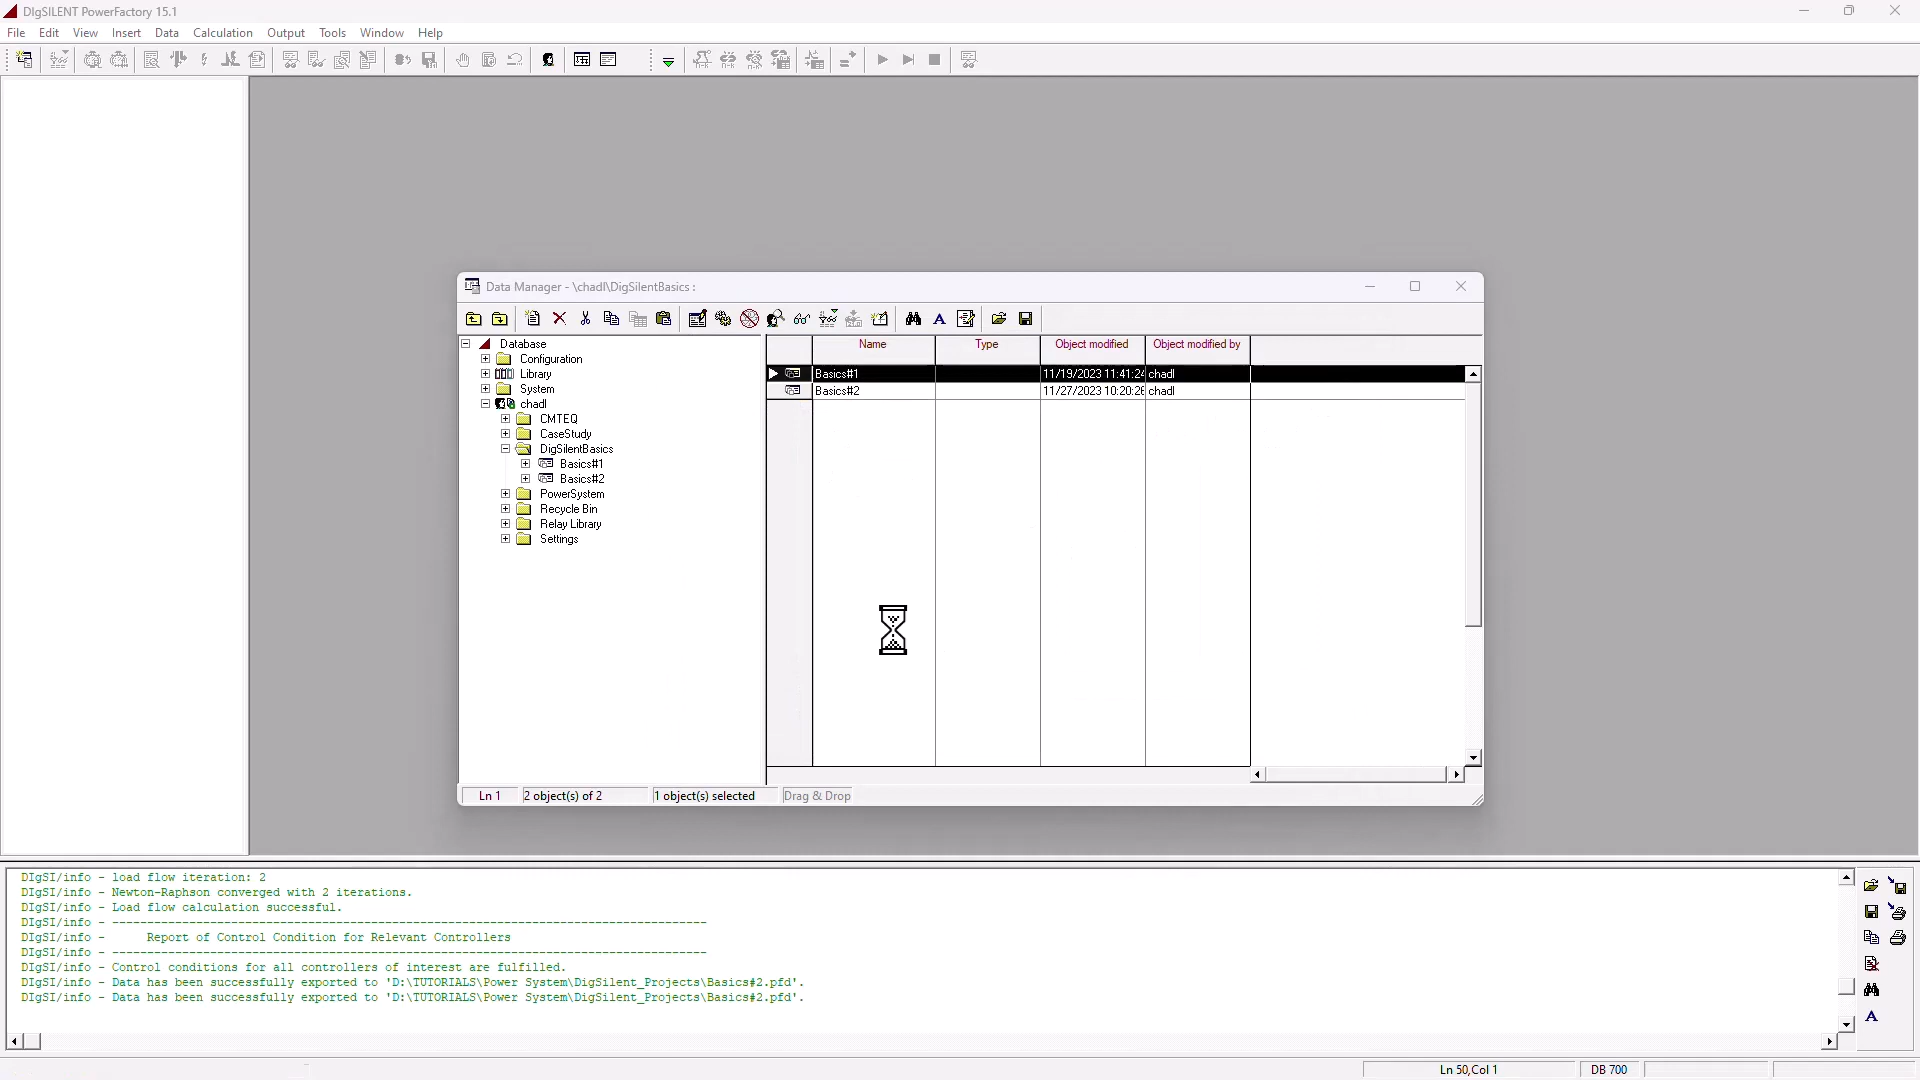 DIgSILENT PowerFactory 15.1
File Edit View Insert Data Calculation Output Tools Window Help
Data Manager - \chadl\DigSilentBasics :
Database
Configuration
Library
System
chadl
CMTEQ
CaseStudy
DigSilentBasics
Basics#1
Basics#2
PowerSystem
Recycle Bin
Relay Library
Settings
Name Type Object modified Object modified by
Basics#1 11/19/2023 11:41:24 chadl
Basics#2 11/27/2023 10:20:26 chadl
Ln 1 2 object(s) of 2 1 object(s) selected Drag & Drop
DIgSI/info - load flow iteration: 2
DIgSI/info - Newton-Raphson converged with 2 iterations.
DIgSI/info - Load flow calculation successful.
DIgSI/info - --------------------------------------------------------------------------------
DIgSI/info - Report of Control Condition for Relevant Controllers
DIgSI/info - --------------------------------------------------------------------------------
DIgSI/info - Control conditions for all controllers of interest are fulfilled.
DIgSI/info - Data has been successfully exported to 'D:\TUTORIALS\Power System\DigSilent_Projects\Basics#2.pfd'.
DIgSI/info - Data has been successfully exported to 'D:\TUTORIALS\Power System\DigSilent_Projects\Basics#2.pfd'.
Ln 50,Col 1 DB 700